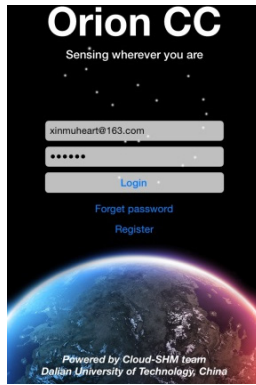 Orion CC
Sensing wherever you are
xinmuheart@163.com
●●●●●●
Login
Forget password
Register
Powered by Cloud-SHM team
Dalian University of Technology, China